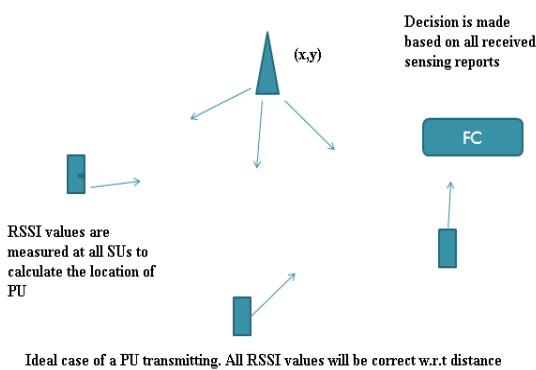 Decision is made
based on all received
sensing reports
(x,y)
FC
RSSI values are
measured at all SUs to
calculate the location of
PU
Ideal case of a PU transmitting. All RSSI values will be correct w.r.t distance